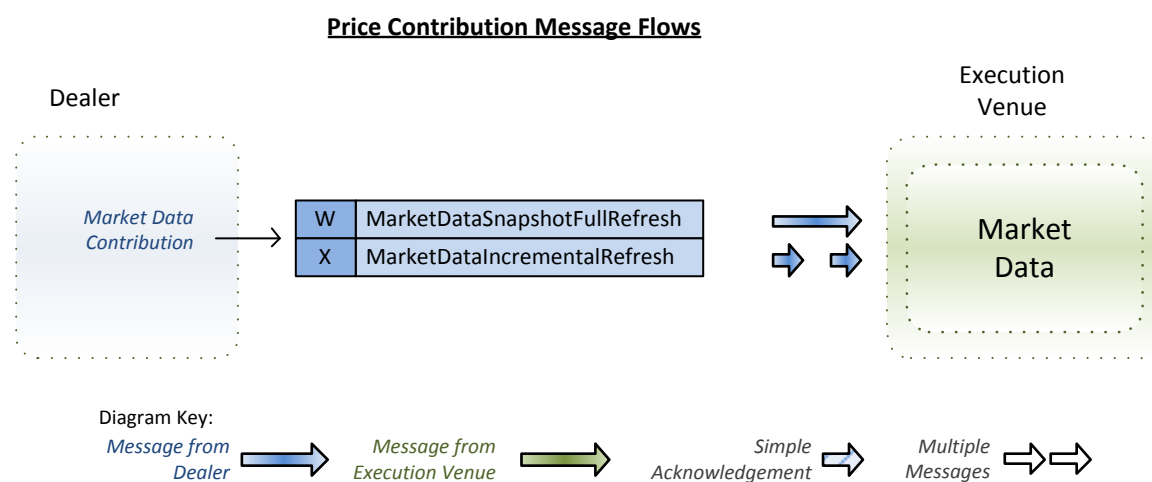 Price Contribution Message Flows
Dealer
Execution
Venue
Market Data
Contribution
W MarketDataSnapshotFullRefresh
X MarketDataIncrementalRefresh
Market
Data
Diagram Key:
Message from
Dealer
Message from
Execution Venue
Simple
Acknowledgement
Multiple
Messages